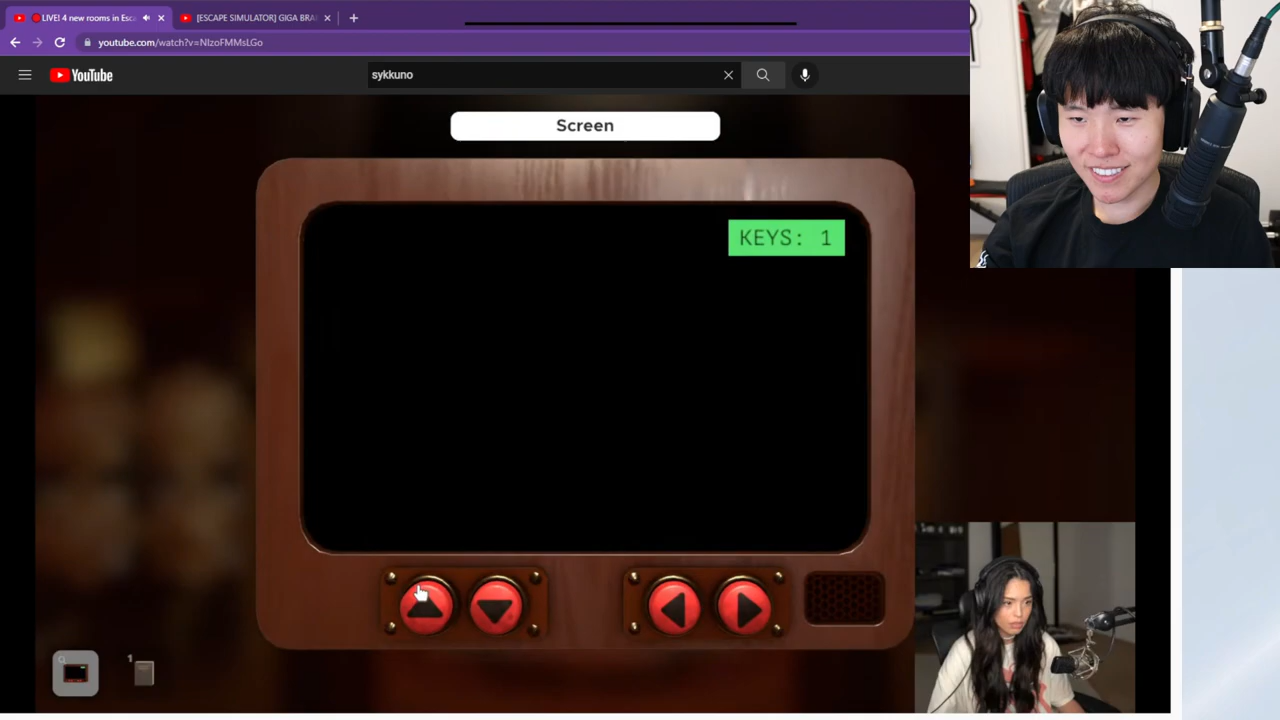 LIVE! 4 new rooms in Esca
[ESCAPE SIMULATOR] GIGA BRA
youtube.com/watch?v=NIzoFMMsLGo
YouTube
sykkuno
Screen
KEYS: 1
1